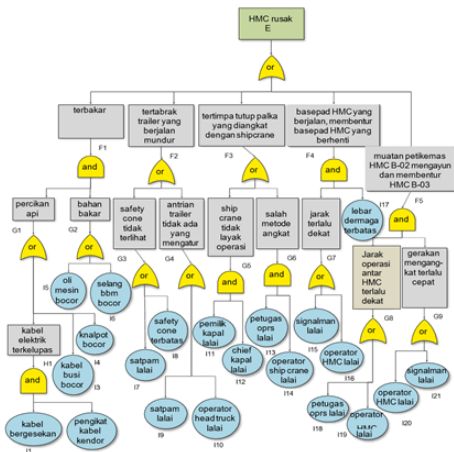 HMC rusak
E
or
terbakar
tertabrak
trailer yang
berjalan
mundur
tertimpa tutup palka
yang diangkat
dengan shipcrane
basepad HMC yang
berjalan, membentur
basepad HMC yang
berhenti
muatan petikemas
HMC B-02 mengayun
dan membentur
HMC B-03
F1
F2
F3
F4
F5
and
or
or
and
and
percikan
api
bahan
bakar
safety
cone
tidak
terlihat
antrian
trailer
tidak ada
yang
mengatur
ship
crane
tidak
layak
operasi
salah
metode
angkat
jarak
terlalu
dekat
lebar
dermaga
terbatas
I17
Jarak
operasi
antar
HMC
terlalu
dekat
gerakan
mengang-
kat terlalu
cepat
G1
G2
G3
G4
G5
G6
G7
G8
G9
or
or
or
or
and
and
or
or
or
oli
mesin
bocor
I5
selang
bbm
bocor
I6
kabel
elektrik
terkelupas
H1
knalpot
bocor
I4
kabel
busi
bocor
I3
and
kabel
bergesekan
I1
pengikat
kabel
kendor
satpam
lalai
I7
safety
cone
terbatas
I8
satpam
lalai
I9
operator
head truck
lalai
I10
pemilik
kapal lalai
I11
chief
kapal lalai
I12
petugas
oprs lalai
I13
operator
ship crane
lalai
I14
signalman
lalai
I15
operator
HMC lalai
I16
petugas
oprs lalai
I18
operator
HMC
lalai
I19
operator
HMC lalai
I20
signalman
lalai
I21